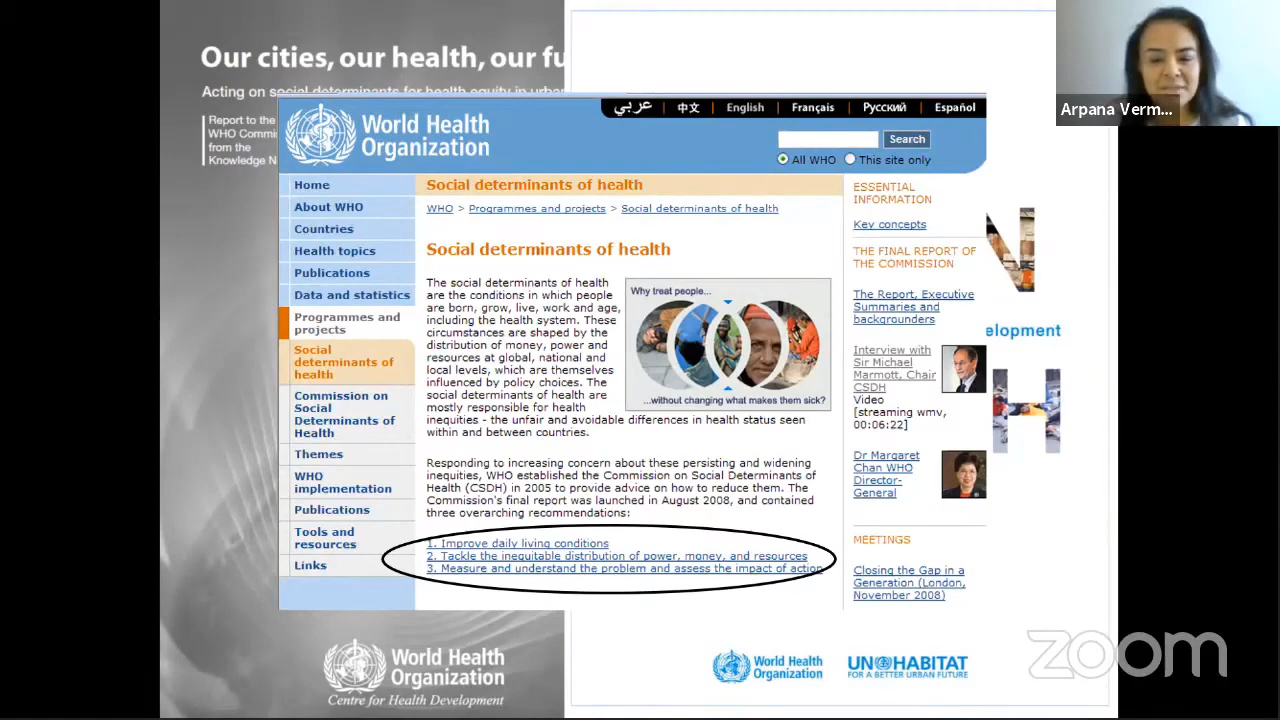 Our cities, our health, our fu
Acting on social determinants for health equity in urban
Report to the
WHO Commi
from the
Knowledge N
World Health
Organization
عربي
中文
English
Français
Русский
Español
Search
All WHO
This site only
Home
About WHO
Countries
Health topics
Publications
Data and statistics
Programmes and
projects
Social
determinants of
health
Commission on
Social
Determinants of
Health
Themes
WHO
implementation
Publications
Tools and
resources
Links
Social determinants of health
WHO > Programmes and projects > Social determinants of health
Social determinants of health
The social determinants of health
are the conditions in which people
are born, grow, live, work and age,
including the health system. These
circumstances are shaped by the
distribution of money, power and
resources at global, national and
local levels, which are themselves
influenced by policy choices. The
social determinants of health are
mostly responsible for health
inequities - the unfair and avoidable differences in health status seen
within and between countries.
Why treat people...
...without changing what makes them sick?
Responding to increasing concern about these persisting and widening
inequities, WHO established the Commission on Social Determinants of
Health (CSDH) in 2005 to provide advice on how to reduce them. The
Commission's final report was launched in August 2008, and contained
three overarching recommendations:
1. Improve daily living conditions
2. Tackle the inequitable distribution of power, money, and resources
3. Measure and understand the problem and assess the impact of action
ESSENTIAL
INFORMATION
Key concepts
THE FINAL REPORT OF
THE COMMISSION
The Report, Executive
Summaries and
backgrounders
Interview with
Sir Michael
Marmott, Chair
CSDH
Video
[streaming wmv,
00:06:22]
Dr Margaret
Chan WHO
Director-
General
MEETINGS
Closing the Gap in a
Generation (London,
November 2008)
N
elopment
H
World Health
Organization
Centre for Health Development
World Health
Organization
UN HABITAT
FOR A BETTER URBAN FUTURE
Arpana Verm...
zoom